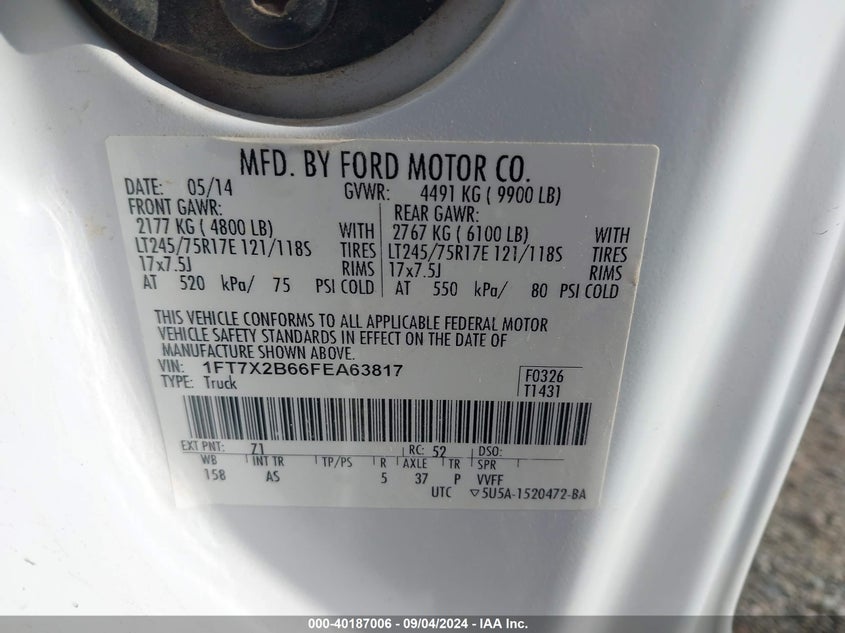 MFD. BY FORD MOTOR CO.
DATE: 05/14 GVWR: 4491 KG ( 9900 LB)
FRONT GAWR: REAR GAWR:
2177 KG ( 4800 LB) WITH 2767 KG ( 6100 LB) WITH
LT245/75R17E 121/118S TIRES LT245/75R17E 121/118S TIRES
17x7.5J RIMS 17x7.5J RIMS
AT 520 kPa/ 75 PSI COLD AT 550 kPa/ 80 PSI COLD
THIS VEHICLE CONFORMS TO ALL APPLICABLE FEDERAL MOTOR
VEHICLE SAFETY STANDARDS IN EFFECT ON THE DATE OF
MANUFACTURE SHOWN ABOVE.
VIN: 1FT7X2B66FEA63817 F0326
TYPE: Truck T1431
EXT PNT: Z1 RC: 52 DSO:
WB INT TR TP/PS R AXLE TR SPR
158 AS 5 37 P VVFF
UTC ▽5U5A-1520472-BA
000-40187006 - 09/04/2024 - IAA Inc.